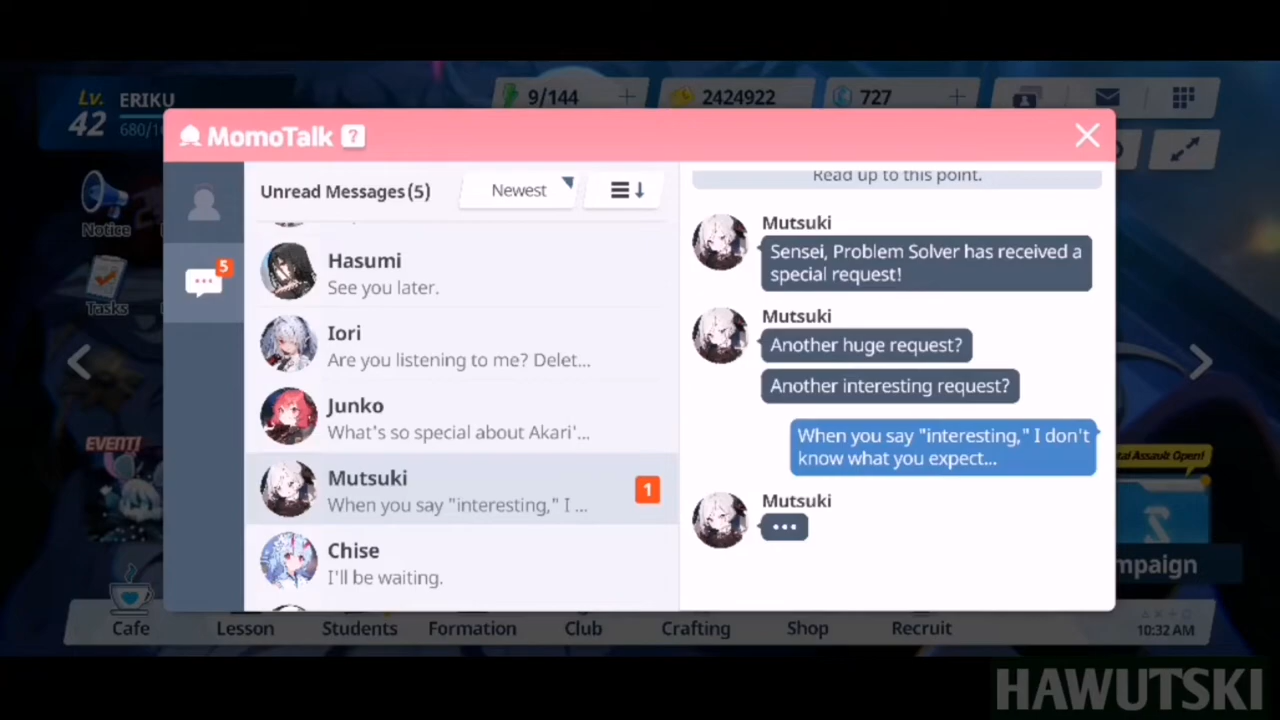 Lv. 42
ERIKU
9/144
2424922
727
MomoTalk ?
Notice
Tasks
EVENT!
Unread Messages (5)
Newest
5
Hasumi
See you later.
Iori
Are you listening to me? Delet...
Junko
What's so special about Akari'...
Mutsuki
When you say "interesting," I ...
1
Chise
I'll be waiting.
Read up to this point.
Mutsuki
Sensei, Problem Solver has received a
special request!
Mutsuki
Another huge request?
Another interesting request?
When you say "interesting," I don't
know what you expect...
Mutsuki
...
tal Assault Open!
mpaign
Cafe
Lesson
Students
Formation
Club
Crafting
Shop
Recruit
10:32 AM
HAWUTSKI